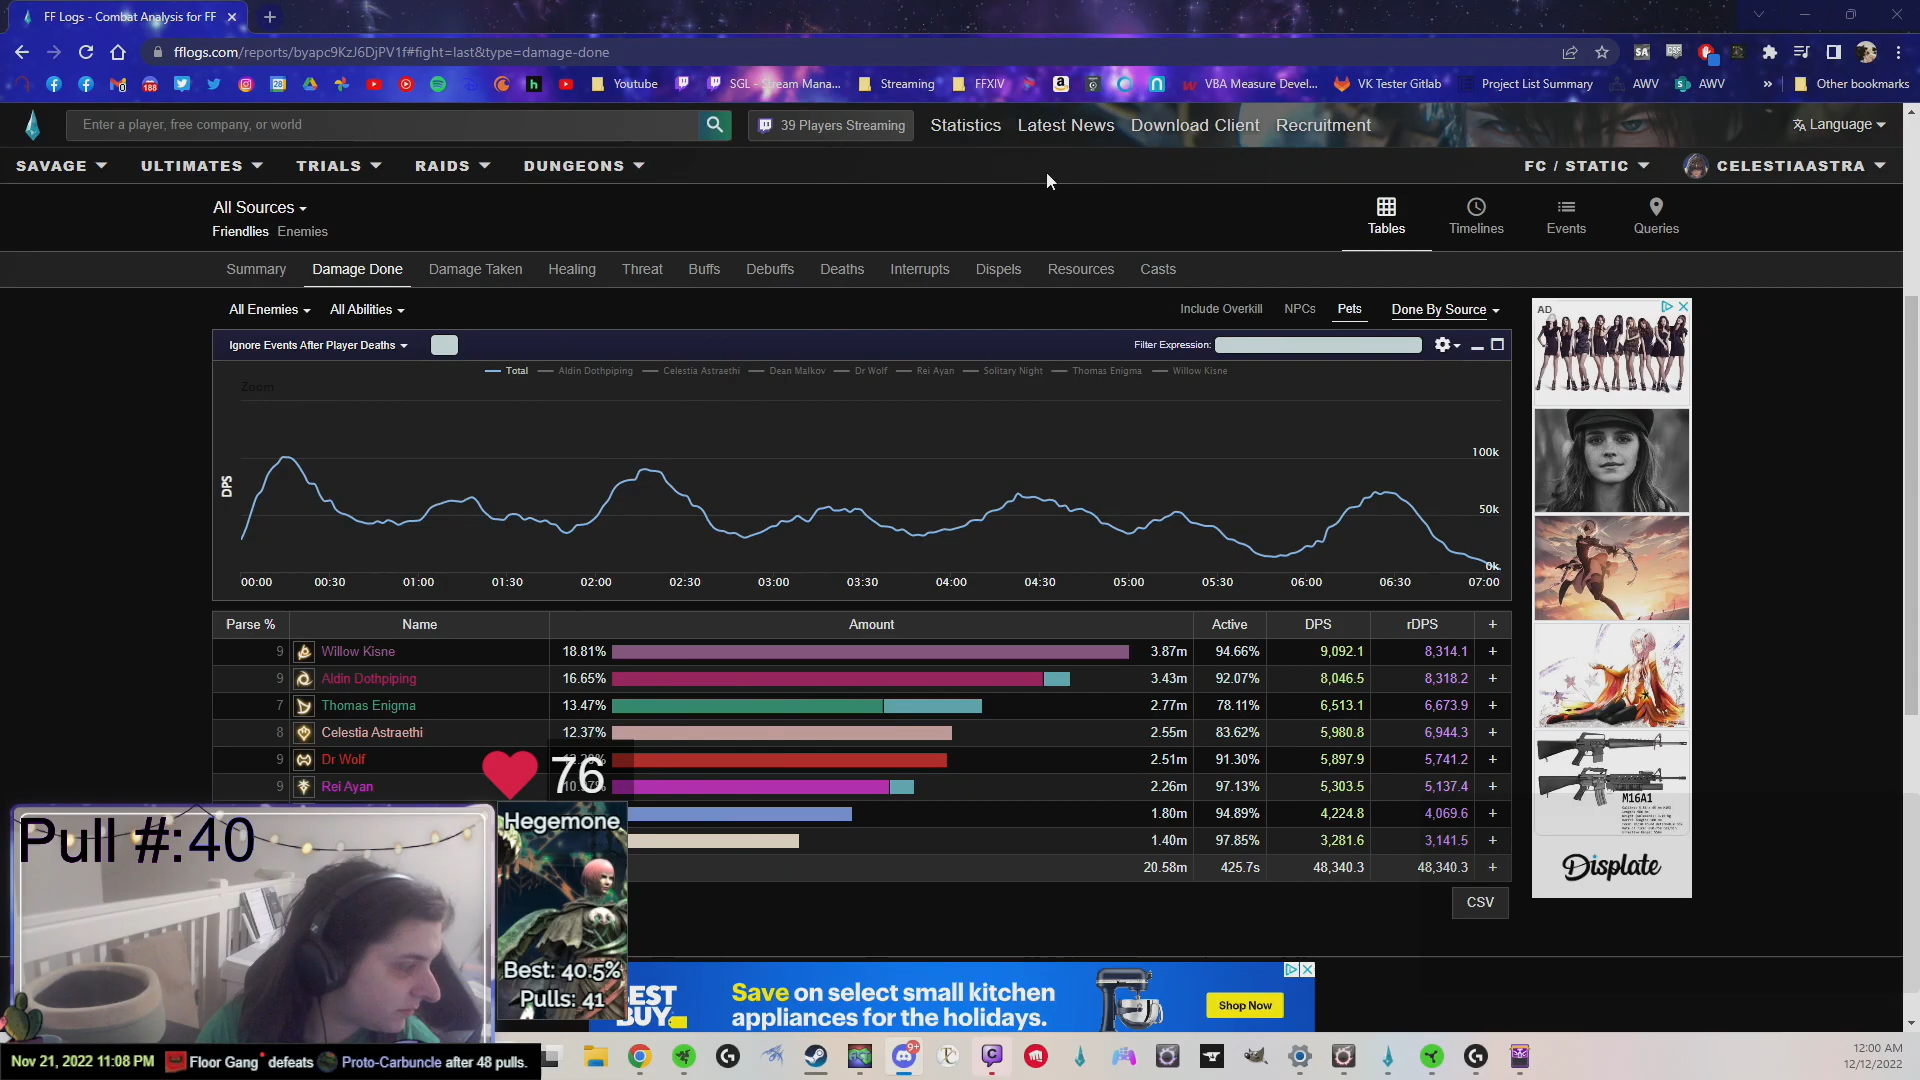 FF Logs - Combat Analysis for FF
fflogs.com/reports/byapc9KzJ6DjPV1f#fight=last&type=damage-done
Youtube
SGL - Stream Mana...
Streaming
FFXIV
VBA Measure Devel...
VK Tester Gitlab
Project List Summary
AWV
AWV
Other bookmarks
Enter a player, free company, or world
39 Players Streaming
Statistics
Latest News
Download Client
Recruitment
Language
SAVAGE
ULTIMATES
TRIALS
RAIDS
DUNGEONS
FC / STATIC
CELESTIAASTRA
All Sources
Friendlies Enemies
Tables
Timelines
Events
Queries
Summary
Damage Done
Damage Taken
Healing
Threat
Buffs
Debuffs
Deaths
Interrupts
Dispels
Resources
Casts
All Enemies
All Abilities
Include Overkill
NPCs
Pets
Done By Source
Ignore Events After Player Deaths
Filter Expression:
Total
Aldin Dothpiping
Celestia Astraethi
Dean Malkov
Dr Wolf
Rei Ayan
Solitary Night
Thomas Enigma
Willow Kisne
Zoom
DPS
100k
50k
0k
00:00 00:30 01:00 01:30 02:00 02:30 03:00 03:30 04:00 04:30 05:00 05:30 06:00 06:30 07:00
Parse % Name Amount Active DPS rDPS +
9 Willow Kisne 18.81% 3.87m 94.66% 9,092.1 8,314.1 +
9 Aldin Dothpiping 16.65% 3.43m 92.07% 8,046.5 8,318.2 +
7 Thomas Enigma 13.47% 2.77m 78.11% 6,513.1 6,673.9 +
8 Celestia Astraethi 12.37% 2.55m 83.62% 5,980.8 6,944.3 +
9 Dr Wolf 2.51m 91.30% 5,897.9 5,741.2 +
9 Rei Ayan 2.26m 97.13% 5,303.5 5,137.4 +
1.80m 94.89% 4,224.8 4,069.6 +
1.40m 97.85% 3,281.6 3,141.5 +
20.58m 425.7s 48,340.3 48,340.3 +
CSV
76
Pull #:40
Hegemone
Best: 40.5%
Pulls: 41
AD
M16A1
Displate
BEST
BUY
Save on select small kitchen
appliances for the holidays.
Shop Now
Nov 21, 2022 11:08 PM Floor Gang defeats Proto-Carbuncle after 48 pulls.
12:00 AM
12/12/2022